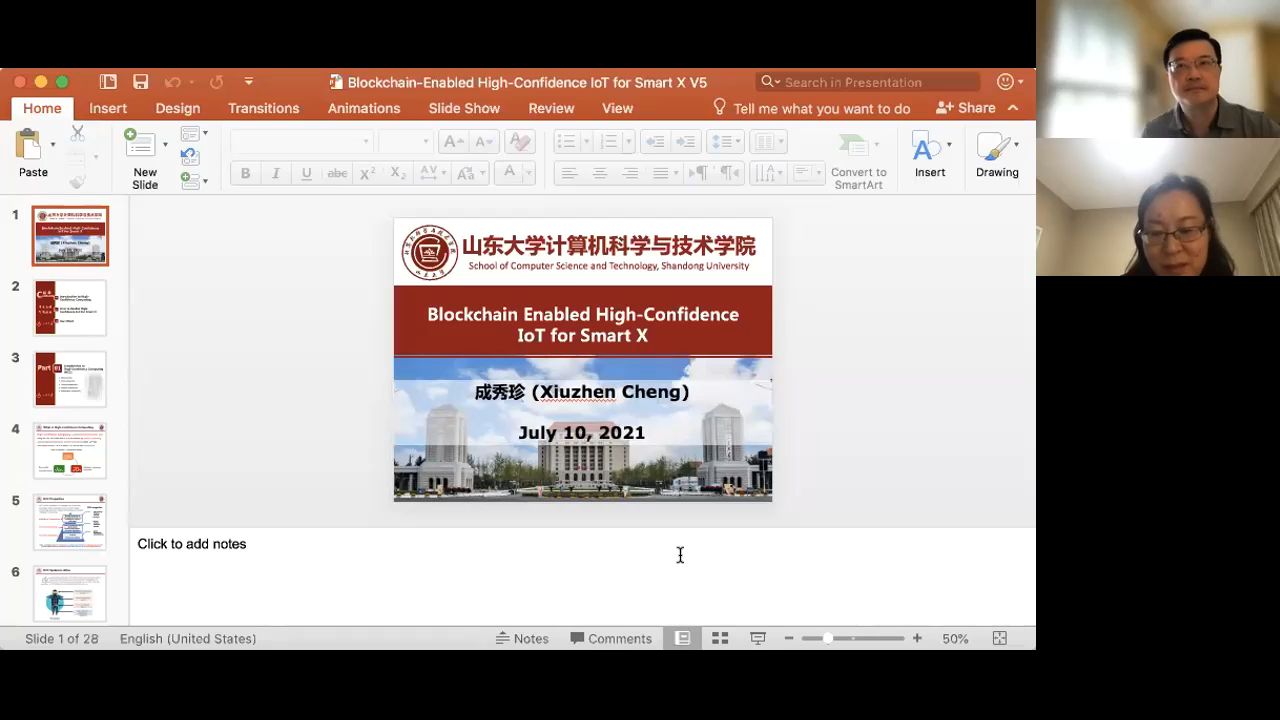 Blockchain-Enabled High-Confidence IoT for Smart X V5
Search in Presentation
Home Insert Design Transitions Animations Slide Show Review View
Tell me what you want to do
Share
Paste
New
Slide
Convert to
SmartArt
Insert
Drawing
1
2
3
4
5
6
山东大学计算机科学与技术学院
School of Computer Science and Technology, Shandong University
Blockchain Enabled High-Confidence
IoT for Smart X
成秀珍 (Xiuzhen Cheng)
July 10, 2021
Click to add notes
Slide 1 of 28
English (United States)
Notes
Comments
50%